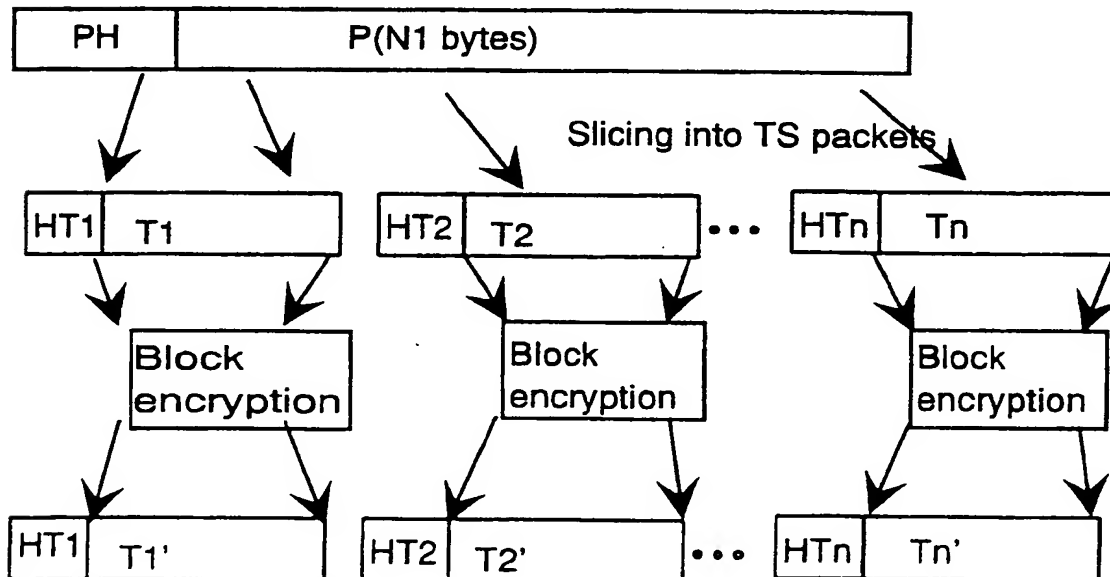 PH P(N1 bytes)
Slicing into TS packets
HT1 T1 HT2 T2 ••• HTn Tn
Block encryption Block encryption Block encryption
HT1 T1' HT2 T2' ••• HTn Tn'